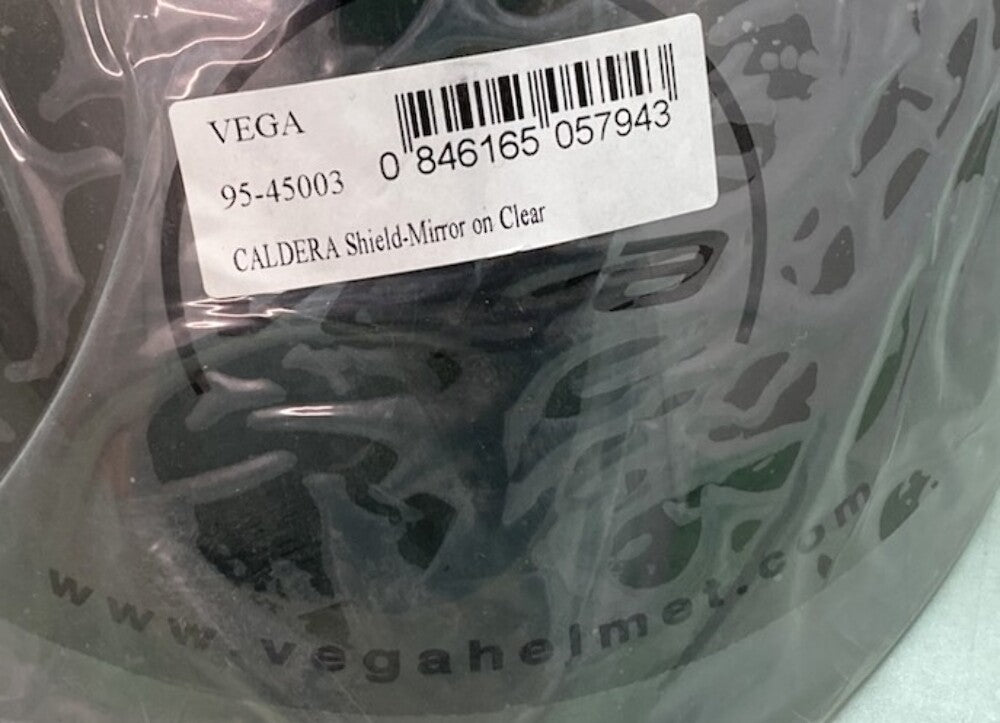 VEGA
0 846165 057943
95-45003
CALDERA Shield-Mirror on Clear
www.vegahelmet.com